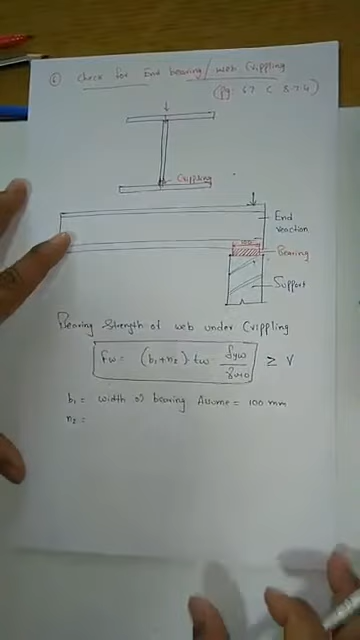 ⑥ Check for End bearing / web Crippling
(Pg. 67 C 8.7.4)
Crippling
End reaction
Bearing
Support
Bearing Strength of web under Crippling
Fw = (b₁+n₂) tw fyw/γm0 ≥ V
b₁ = width of bearing Assume = 100 mm
n₂ =